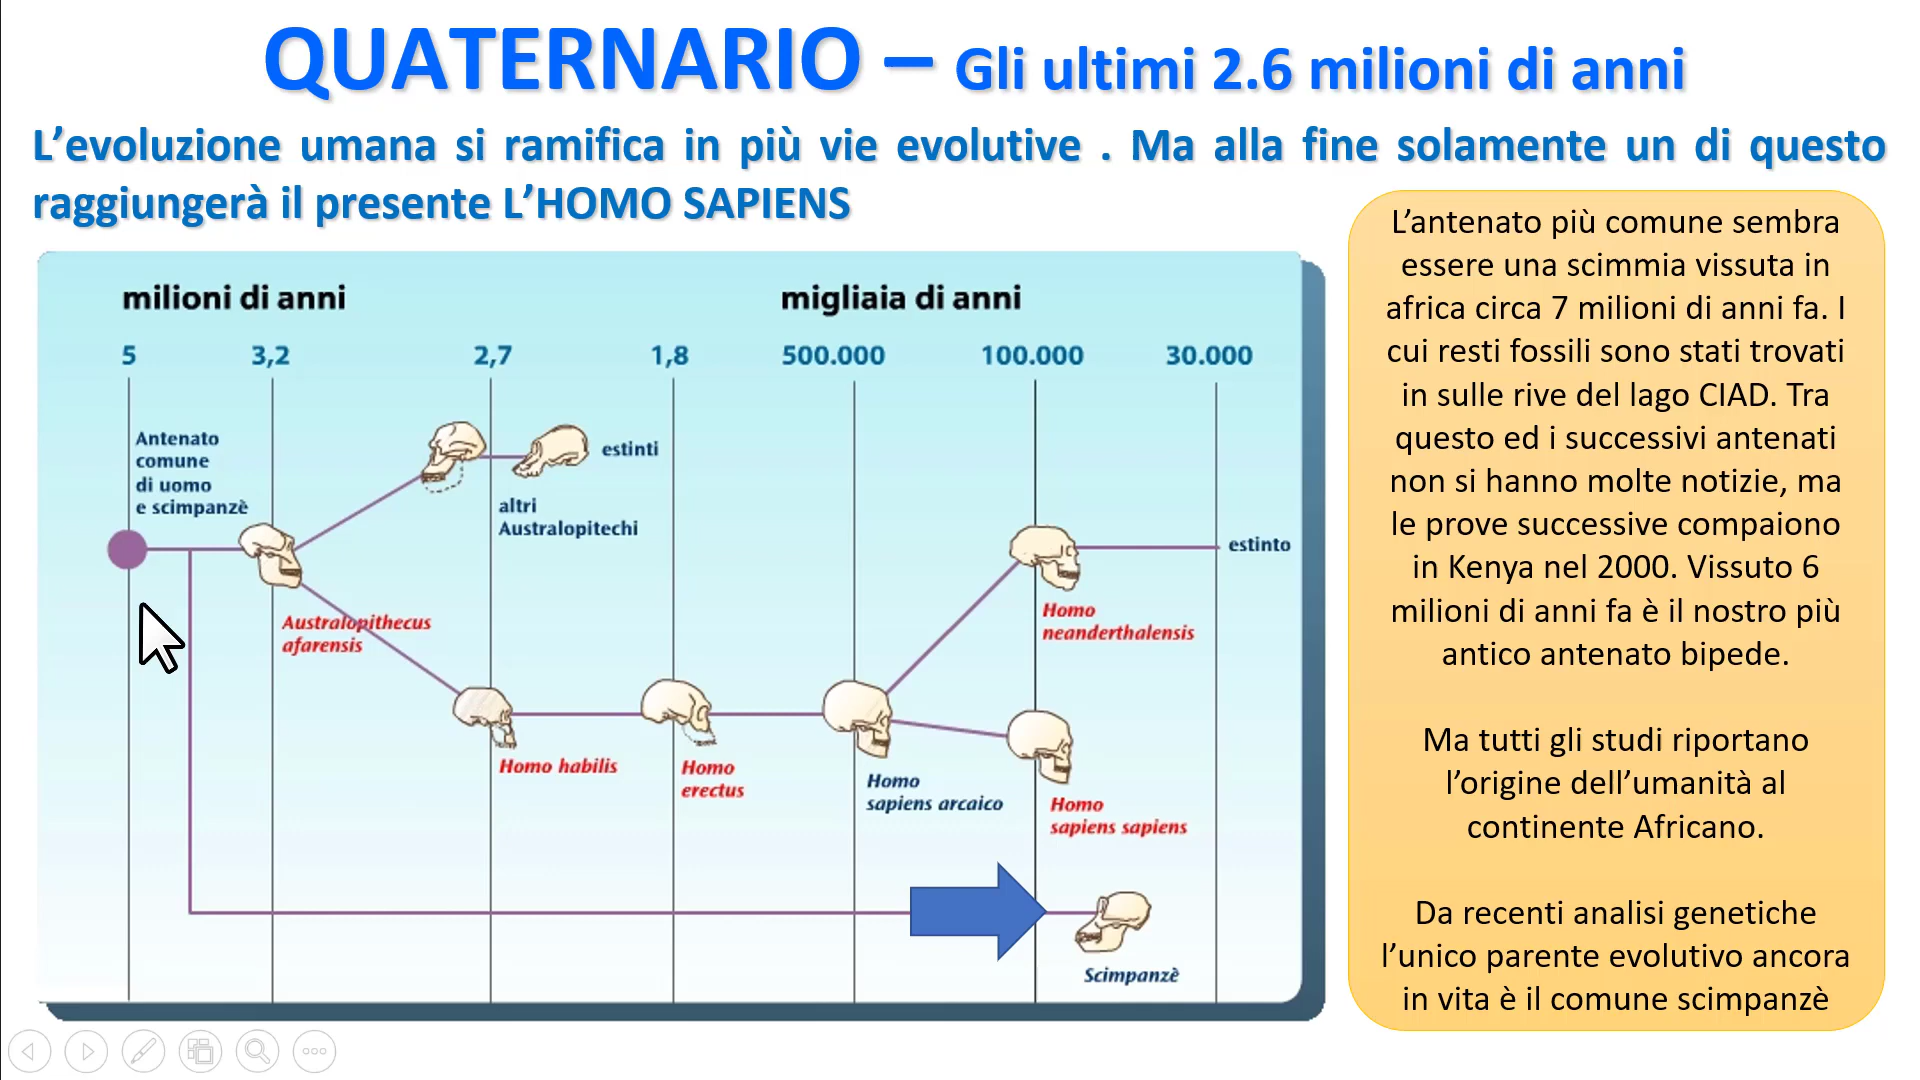 QUATERNARIO – Gli ultimi 2.6 milioni di anni
L’evoluzione umana si ramifica in più vie evolutive . Ma alla fine solamente un di questo
raggiungerà il presente L’HOMO SAPIENS
milioni di anni
migliaia di anni
5
3,2
2,7
1,8
500.000
100.000
30.000
Antenato
comune
di uomo
e scimpanzè
estinti
altri
Australopitechi
Australopithecus
afarensis
estinto
Homo
neanderthalensis
Homo habilis
Homo
erectus
Homo
sapiens arcaico
Homo
sapiens sapiens
Scimpanzè
L’antenato più comune sembra
essere una scimmia vissuta in
africa circa 7 milioni di anni fa. I
cui resti fossili sono stati trovati
in sulle rive del lago CIAD. Tra
questo ed i successivi antenati
non si hanno molte notizie, ma
le prove successive compaiono
in Kenya nel 2000. Vissuto 6
milioni di anni fa è il nostro più
antico antenato bipede.
Ma tutti gli studi riportano
l’origine dell’umanità al
continente Africano.
Da recenti analisi genetiche
l’unico parente evolutivo ancora
in vita è il comune scimpanzè